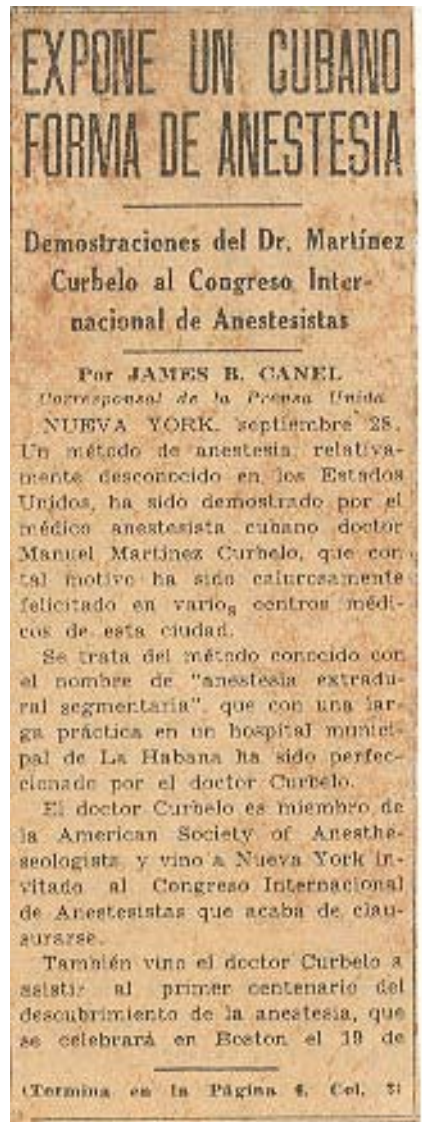 EXPONE UN CUBANO
FORMA DE ANESTESIA
Demostraciones del Dr. Martínez
Curbelo al Congreso Inter-
nacional de Anestesistas
Por JAMES B. CANEL
Corresponsal de la Prensa Unida
NUEVA YORK, septiembre 28.
Un método de anestesia, relativa-
mente desconocido en los Estados
Unidos, ha sido demostrado por el
médico anestesista cubano doctor
Manuel Martínez Curbelo, que con
tal motivo ha sido calurosamente
felicitado en varios centros médi-
cos de esta ciudad.
Se trata del método conocido con
el nombre de "anestesia extradu-
ral segmentaria", que con una lar-
ga práctica en un hospital munici-
pal de La Habana ha sido perfec-
cionado por el doctor Curbelo.
El doctor Curbelo es miembro de
la American Society of Anesthe-
seologists, y vino a Nueva York in-
vitado al Congreso Internacional
de Anestesistas que acaba de clau-
surarse.
También vino el doctor Curbelo a
asistir al primer centenario del
descubrimiento de la anestesia, que
se celebrará en Boston el 19 de
(Termina en la Página 4, Col. 3)